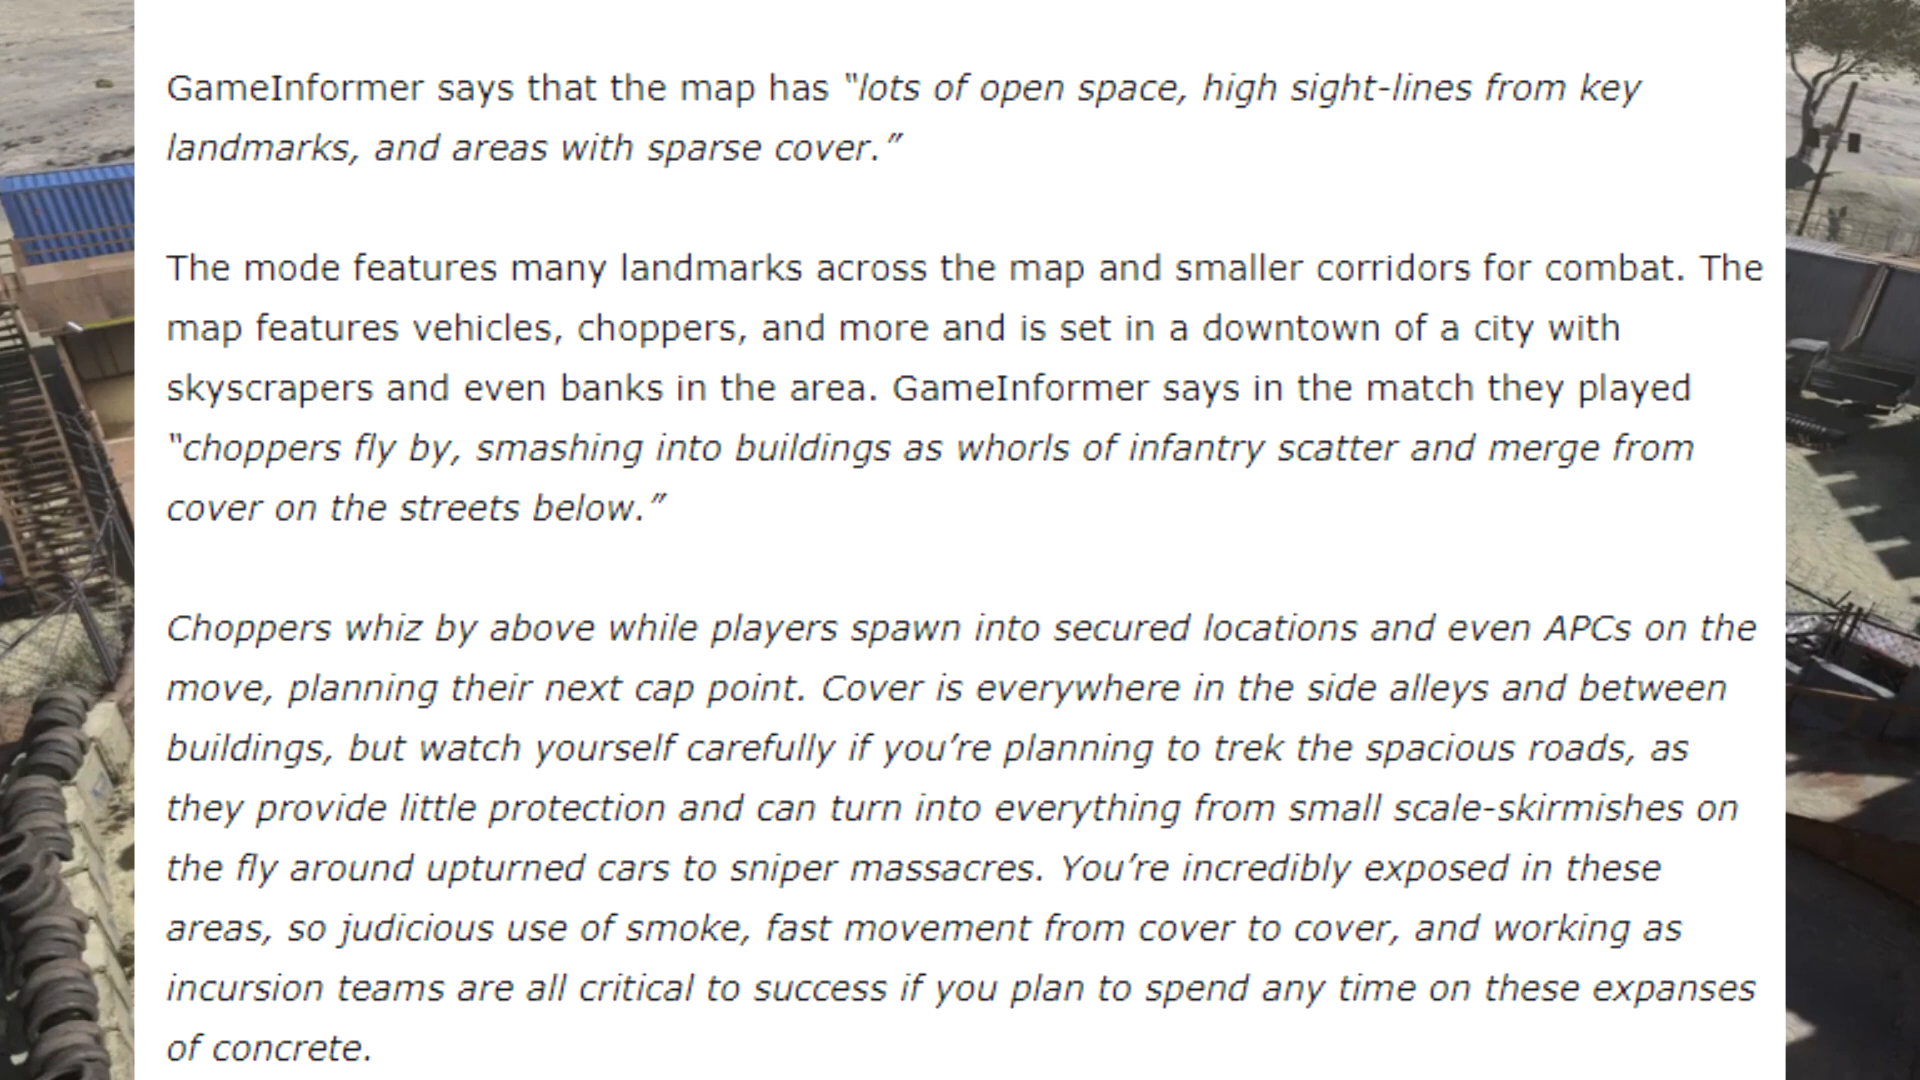 GameInformer says that the map has “lots of open space, high sight-lines from key
landmarks, and areas with sparse cover.”
The mode features many landmarks across the map and smaller corridors for combat. The
map features vehicles, choppers, and more and is set in a downtown of a city with
skyscrapers and even banks in the area. GameInformer says in the match they played
“choppers fly by, smashing into buildings as whorls of infantry scatter and merge from
cover on the streets below.”
Choppers whiz by above while players spawn into secured locations and even APCs on the
move, planning their next cap point. Cover is everywhere in the side alleys and between
buildings, but watch yourself carefully if you’re planning to trek the spacious roads, as
they provide little protection and can turn into everything from small scale-skirmishes on
the fly around upturned cars to sniper massacres. You’re incredibly exposed in these
areas, so judicious use of smoke, fast movement from cover to cover, and working as
incursion teams are all critical to success if you plan to spend any time on these expanses
of concrete.